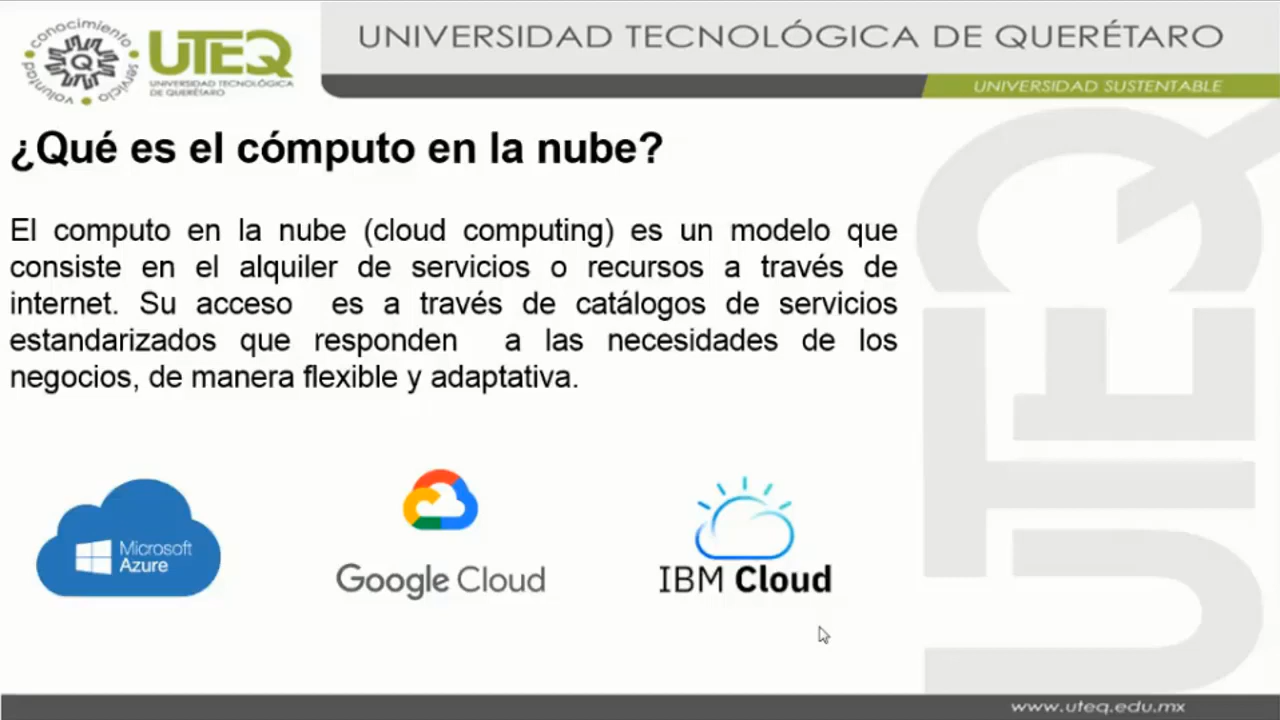 conocimiento
servicio
voluntad
Q
UTEQ
UNIVERSIDAD TECNOLÓGICA
DE QUERÉTARO
UNIVERSIDAD TECNOLÓGICA DE QUERÉTARO
UNIVERSIDAD SUSTENTABLE
¿Qué es el cómputo en la nube?
El computo en la nube (cloud computing) es un modelo que
consiste en el alquiler de servicios o recursos a través de
internet. Su acceso es a través de catálogos de servicios
estandarizados que responden a las necesidades de los
negocios, de manera flexible y adaptativa.
Microsoft
Azure
Google Cloud
IBM Cloud
UTEQ
www.uteq.edu.mx